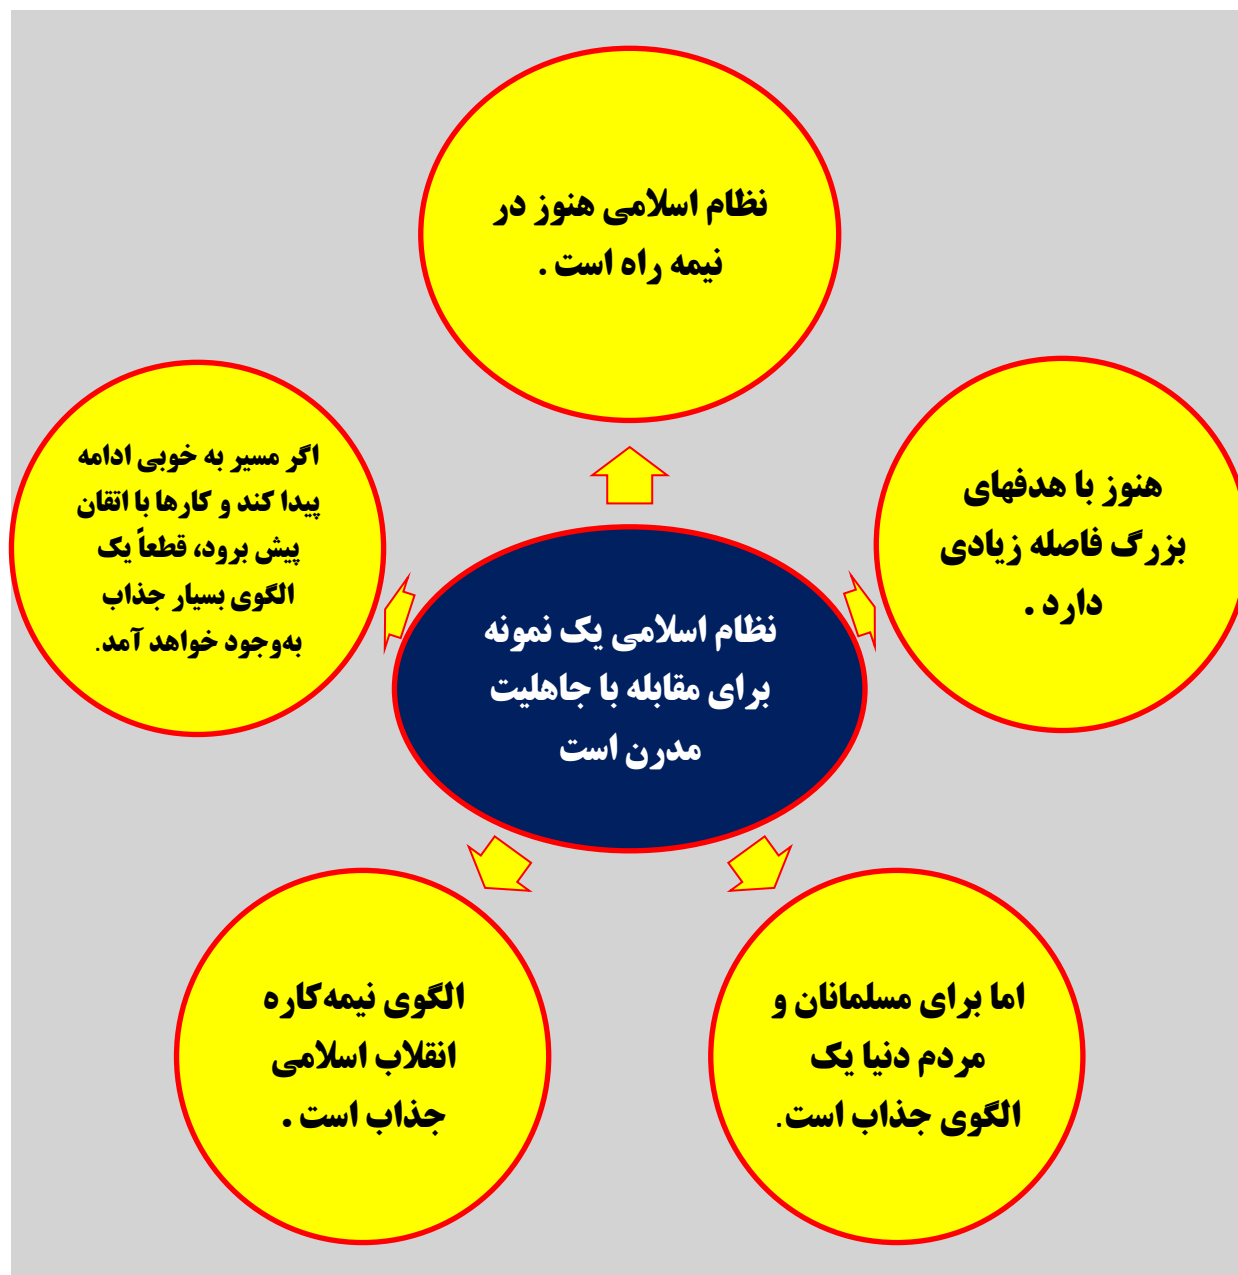 نظام اسلامی هنوز در
نیمه راه است .
هنوز با هدفهای
بزرگ فاصله زیادی
دارد .
اما برای مسلمانان و
مردم دنیا یک
الگوی جذاب است.
الگوی نیمه‌کاره
انقلاب اسلامی
جذاب است .
اگر مسیر به خوبی ادامه
پیدا کند و کارها با اتقان
پیش برود، قطعاً یک
الگوی بسیار جذاب
به‌وجود خواهد آمد.
نظام اسلامی یک نمونه
برای مقابله با جاهلیت
مدرن است